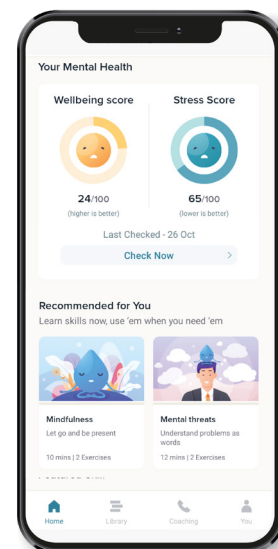 Your Mental Health
Wellbeing score
Stress Score
24/100
65/100
(higher is better)
(lower is better)
Last Checked - 26 Oct
Check Now
Recommended for You
Learn skills now, use 'em when you need 'em
Mindfulness
Let go and be present
10 mins | 2 Exercises
Mental threats
Understand problems as
words
12 mins | 2 Exercises
Home
Library
Coaching
You